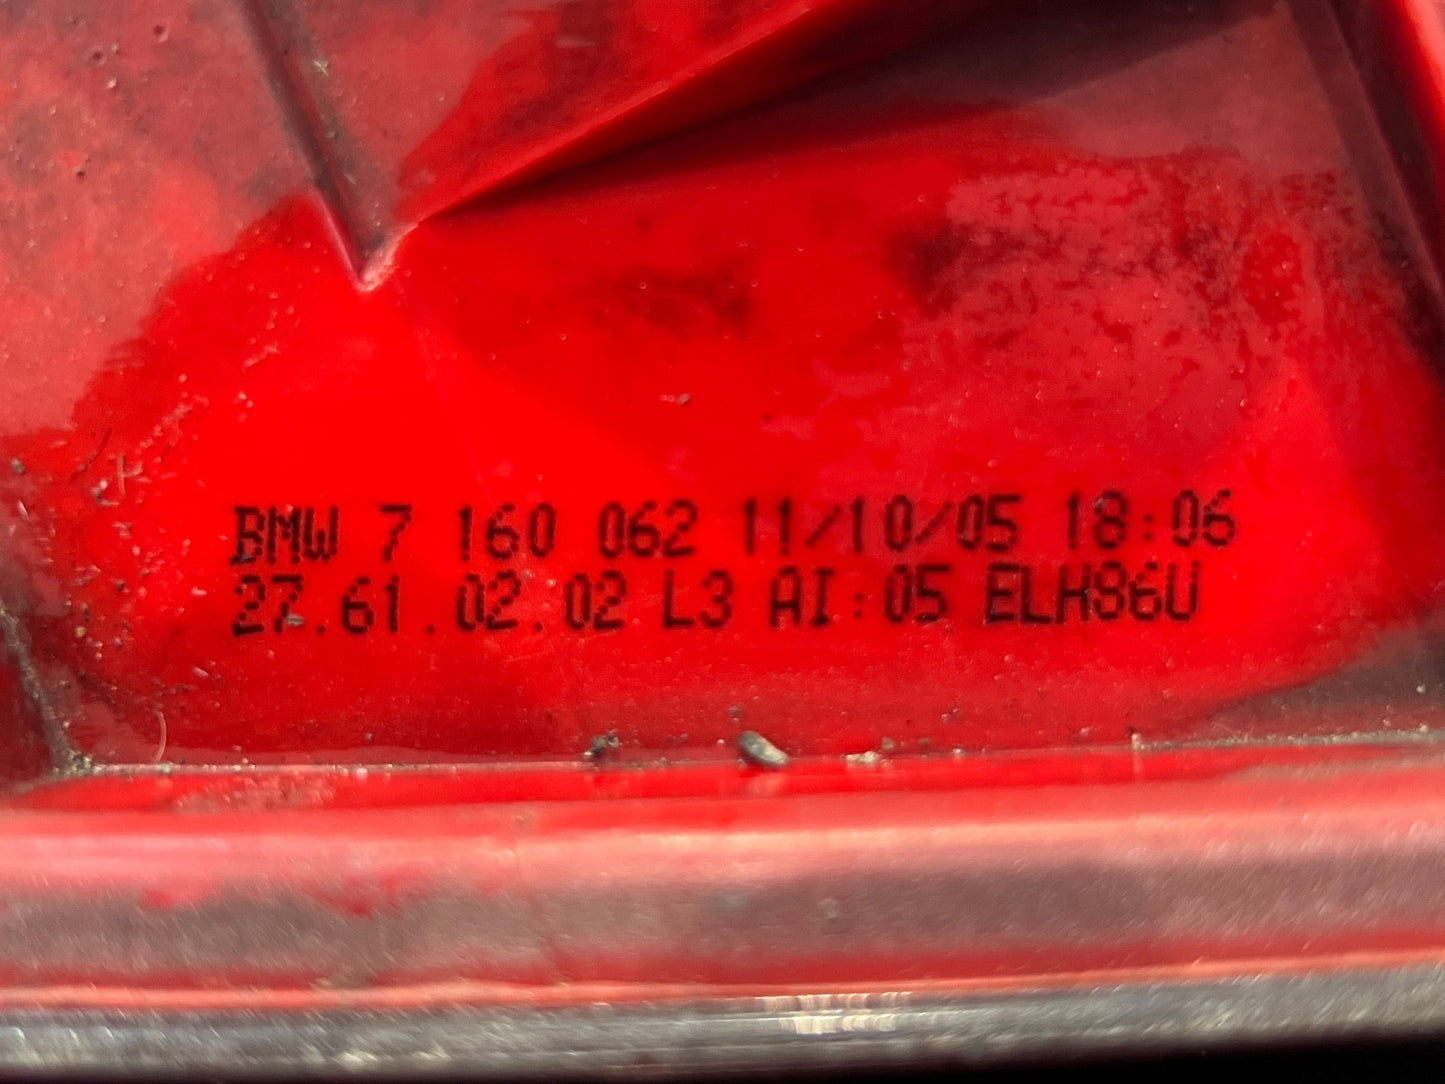 BMW 7 160 062 11/10/05 18:06
27.61.02.02 L3 AI:05 ELH86U